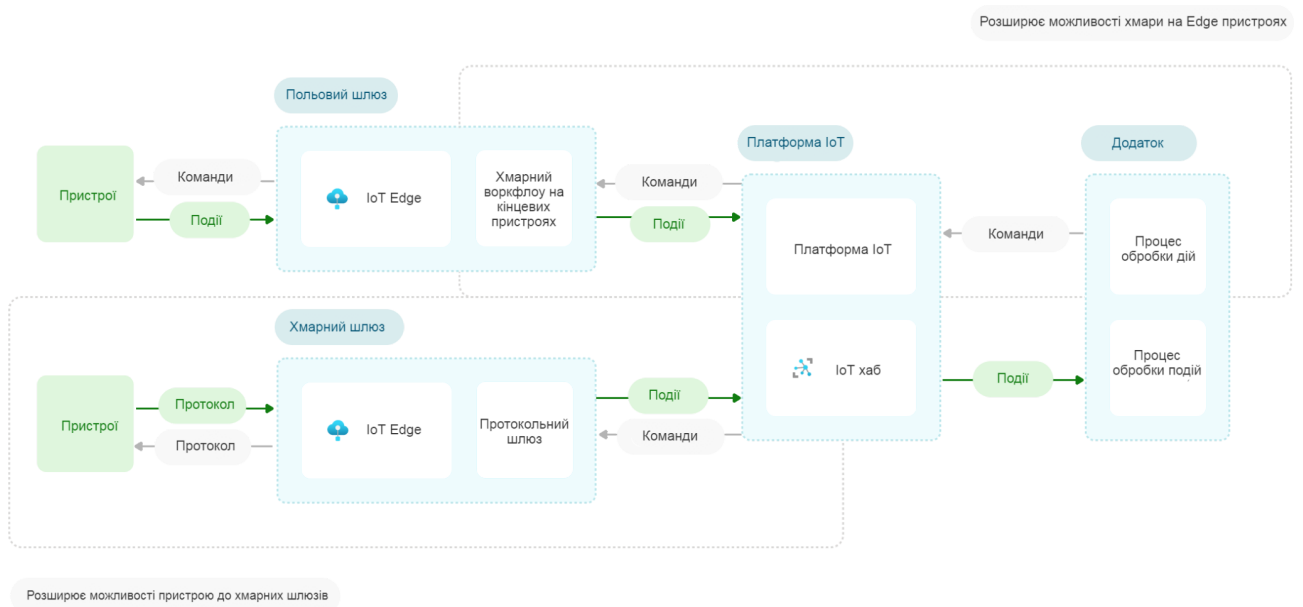 Розширює можливості хмари на Edge пристроях
Польовий шлюз
Платформа IoT
Додаток
Пристрої
Команди
Події
IoT Edge
Хмарний
воркфлоу на
кінцевих
пристроях
Команди
Події
Платформа IoT
Команди
Процес
обробки дій
Хмарний шлюз
Пристрої
Протокол
Протокол
IoT Edge
Протокольний
шлюз
Події
Команди
IoT хаб
Події
Процес
обробки подій
Розширює можливості пристрою до хмарних шлюзів